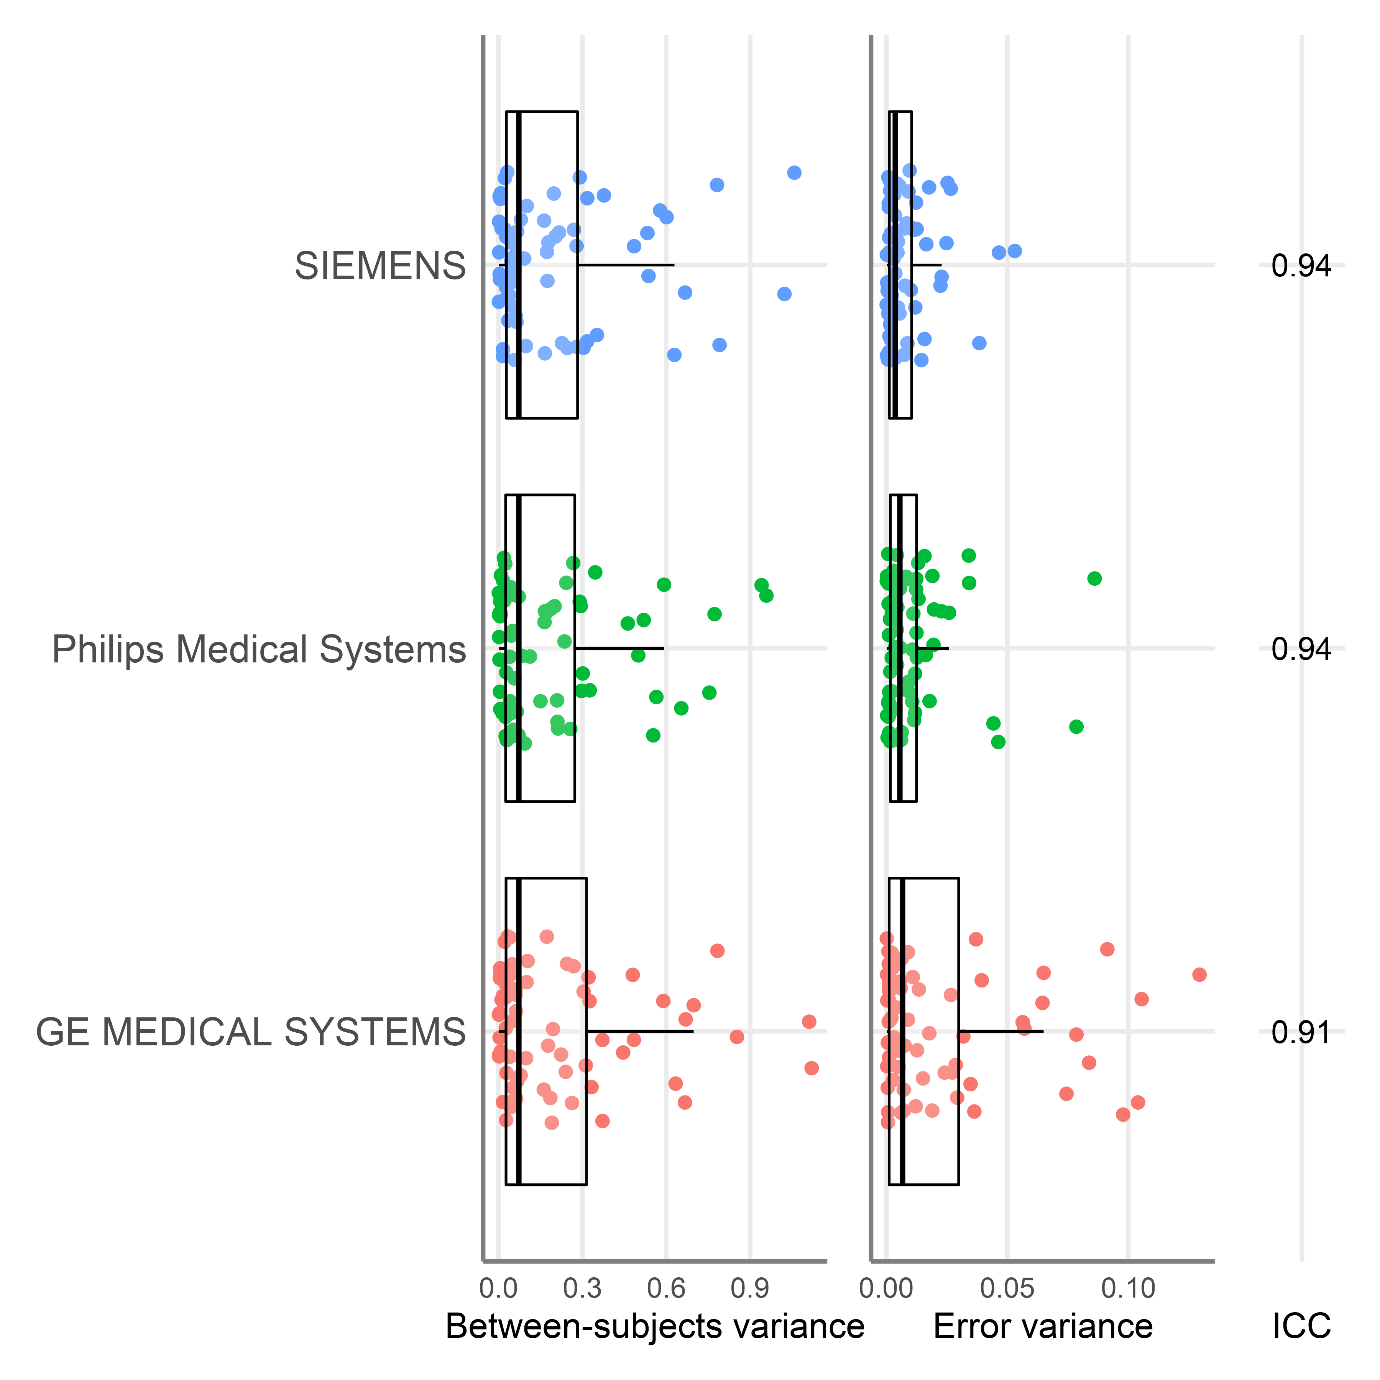 SIEMENS 0.94
Philips Medical Systems 0.94
GE MEDICAL SYSTEMS 0.91
0.0 0.3 0.6 0.9 0.00 0.05 0.10
Between-subjects variance Error variance ICC